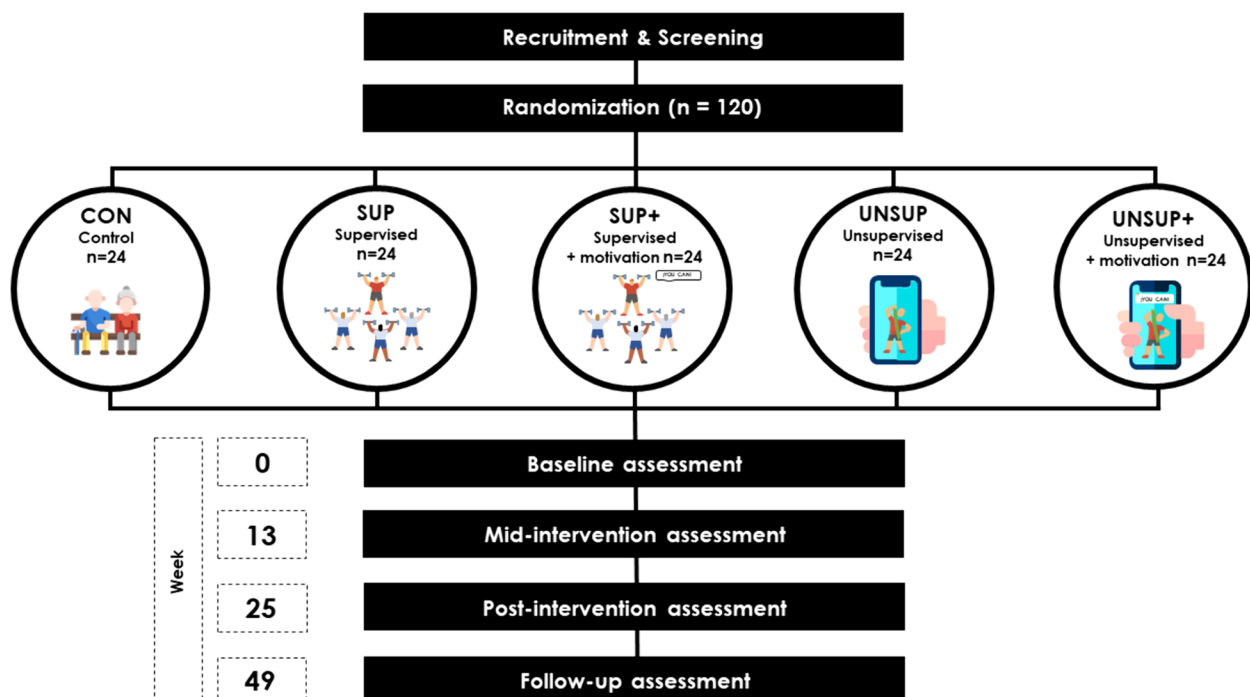 Recruitment & Screening
Randomization (n = 120)
CON
Control
n=24
SUP
Supervised
n=24
SUP+
Supervised
+ motivation n=24
¡YOU CAN!
UNSUP
Unsupervised
n=24
UNSUP+
Unsupervised
+ motivation n=24
¡YOU CAN!
Week
0
Baseline assessment
13
Mid-intervention assessment
25
Post-intervention assessment
49
Follow-up assessment